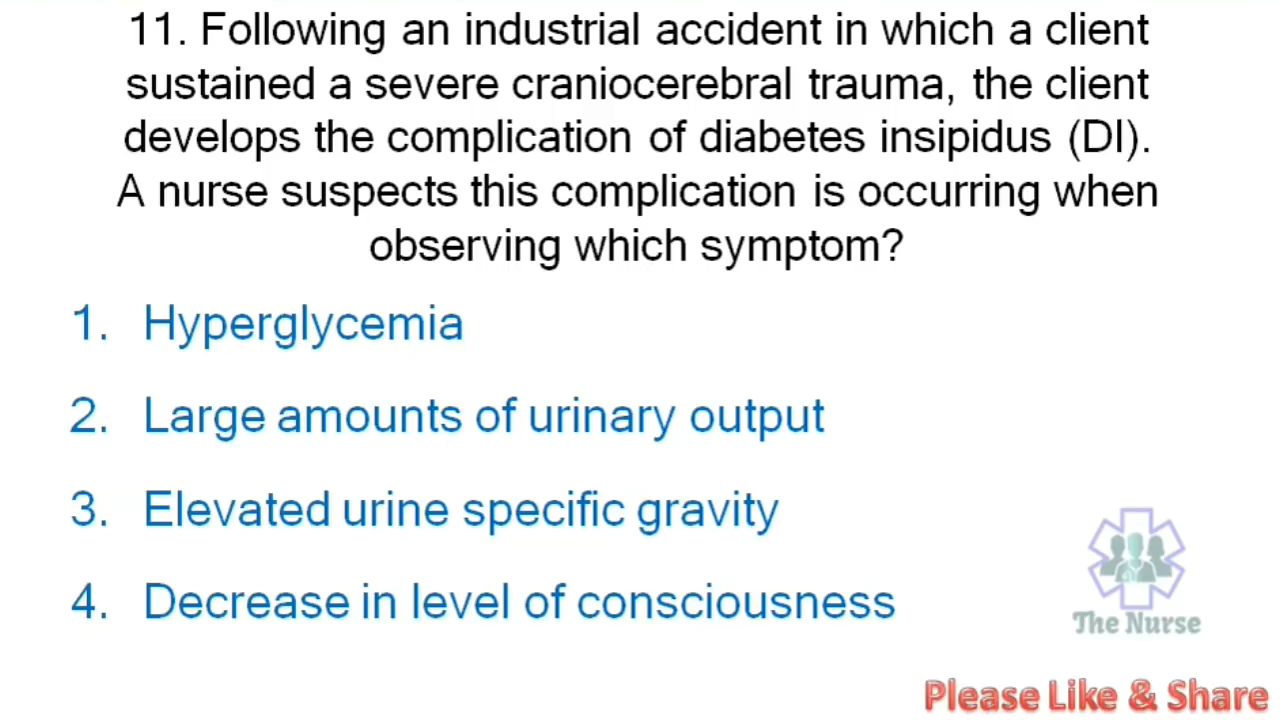 11. Following an industrial accident in which a client
sustained a severe craniocerebral trauma, the client
develops the complication of diabetes insipidus (DI).
A nurse suspects this complication is occurring when
observing which symptom?
1. Hyperglycemia
2. Large amounts of urinary output
3. Elevated urine specific gravity
4. Decrease in level of consciousness
The Nurse
Please Like & Share